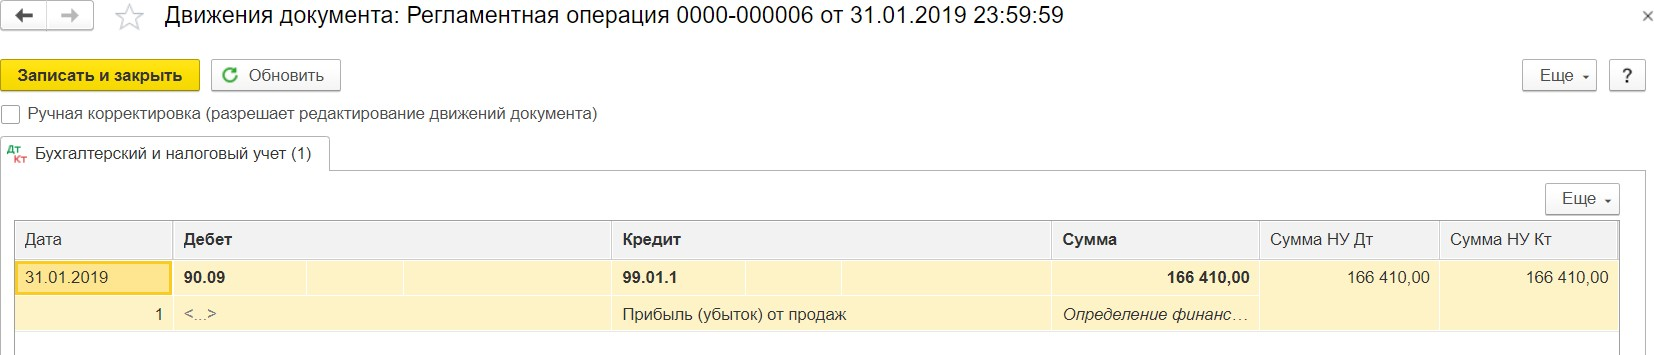 Движения документа: Регламентная операция 0000-000006 от 31.01.2019 23:59:59
Записать и закрыть Обновить Еще ?
Ручная корректировка (разрешает редактирование движений документа)
Дт Кт Бухгалтерский и налоговый учет (1)
Еще
Дата Дебет Кредит Сумма Сумма НУ Дт Сумма НУ Кт
31.01.2019 90.09 99.01.1 166 410,00 166 410,00 166 410,00
1 <...> Прибыль (убыток) от продаж Определение финанс...